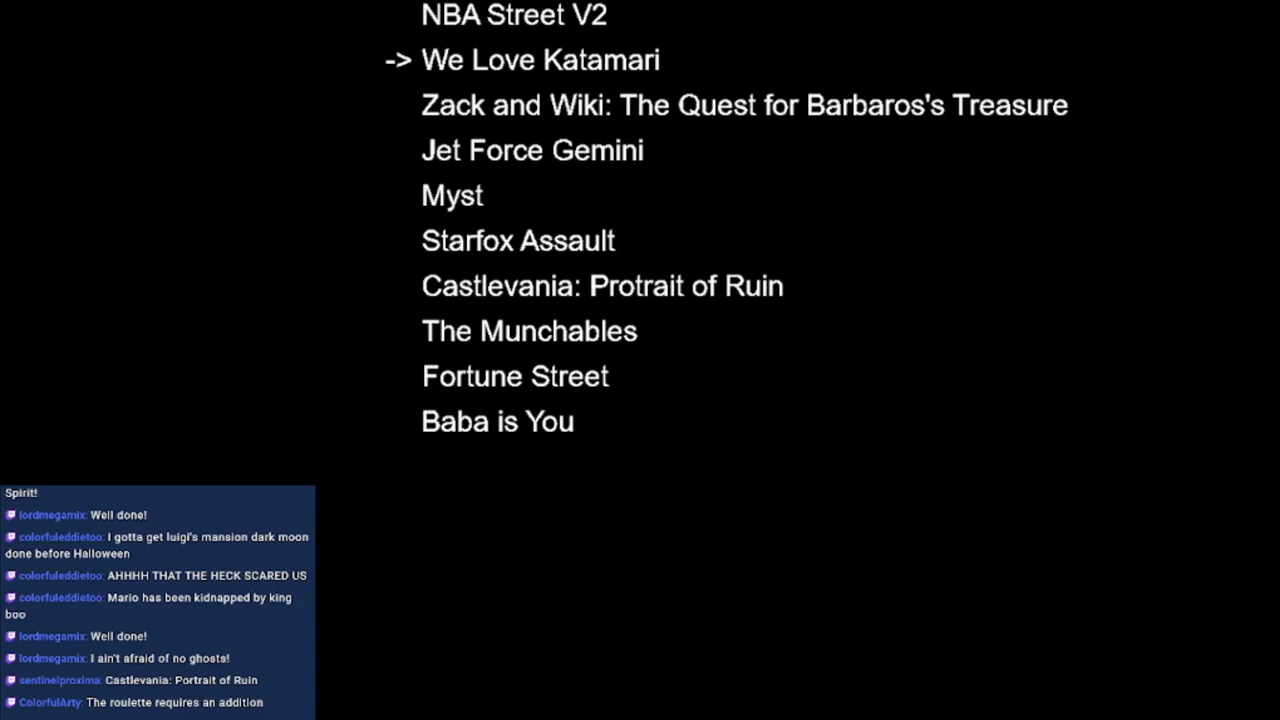 NBA Street V2
-> We Love Katamari
Zack and Wiki: The Quest for Barbaros's Treasure
Jet Force Gemini
Myst
Starfox Assault
Castlevania: Protrait of Ruin
The Munchables
Fortune Street
Baba is You
Spirit!
lordmegamix: Well done!
colorfuleddietoo: I gotta get luigi's mansion dark moon
done before Halloween
colorfuleddietoo: AHHHH THAT THE HECK SCARED US
colorfuleddietoo: Mario has been kidnapped by king
boo
lordmegamix: Well done!
lordmegamix: I ain't afraid of no ghosts!
sentinelproxima: Castlevania: Portrait of Ruin
ColorfulArty: The roulette requires an addition